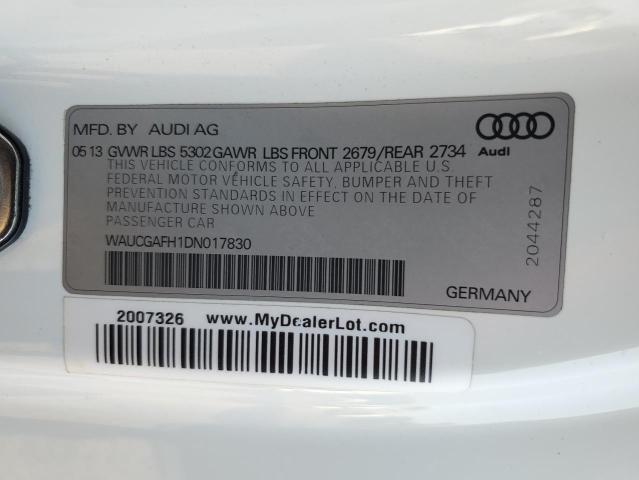 MFD. BY AUDI AG
05 13 GVWR LBS 5302 GAWR LBS FRONT 2679/REAR 2734
Audi
THIS VEHICLE CONFORMS TO ALL APPLICABLE U.S.
FEDERAL MOTOR VEHICLE SAFETY, BUMPER AND THEFT
PREVENTION STANDARDS IN EFFECT ON THE DATE OF
MANUFACTURE SHOWN ABOVE
PASSENGER CAR
WAUCGAFH1DN017830
2044287
GERMANY
2007326 www.MyDealerLot.com